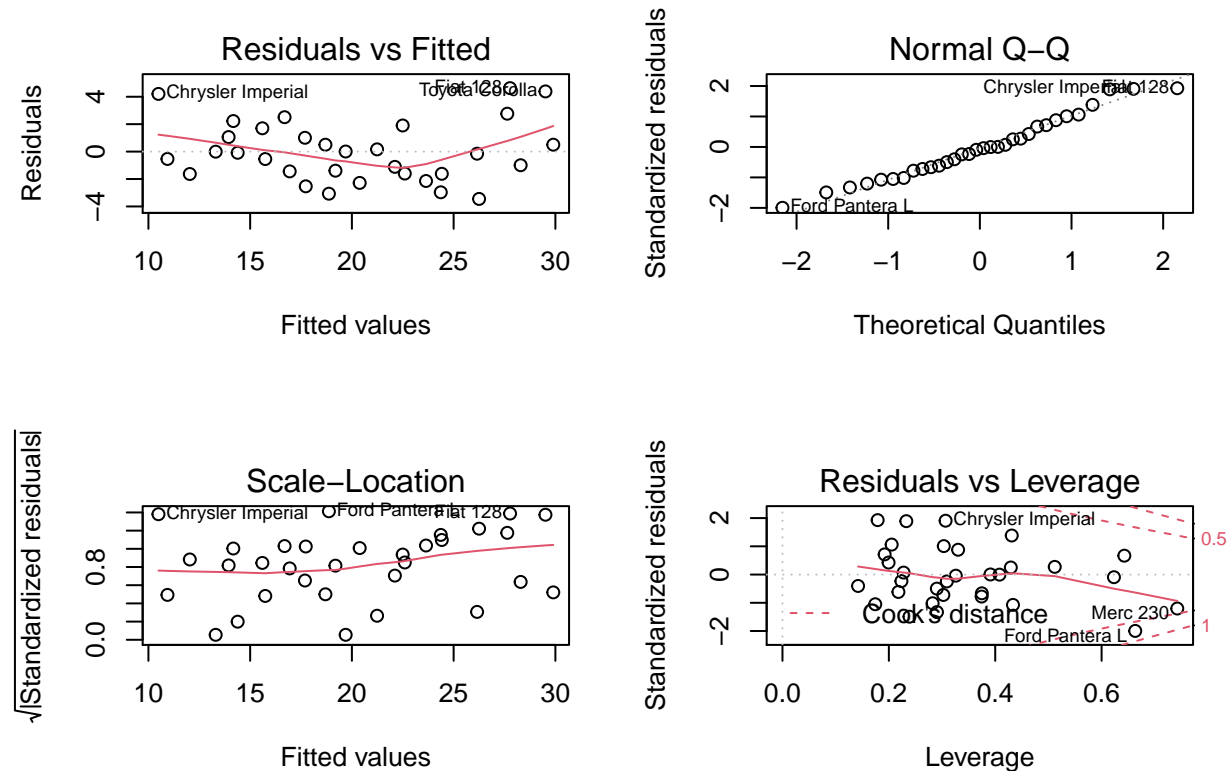 Residuals vs Fitted
Residuals
4
0
−4
Chrysler Imperial
Fiat 128
Toyota Corolla
10 15 20 25 30
Fitted values
Normal Q−Q
Standardized residuals
2
0
−2
Chrysler Imperial
Fiat 128
Ford Pantera L
−2 −1 0 1 2
Theoretical Quantiles
Scale−Location
√|Standardized residuals|
0.8
0.0
Chrysler Imperial
Ford Pantera L
Fiat 128
10 15 20 25 30
Fitted values
Residuals vs Leverage
Standardized residuals
2
0
−2
Chrysler Imperial
0.5
Cook's distance
Merc 230
1
Ford Pantera L
0.0 0.2 0.4 0.6
Leverage